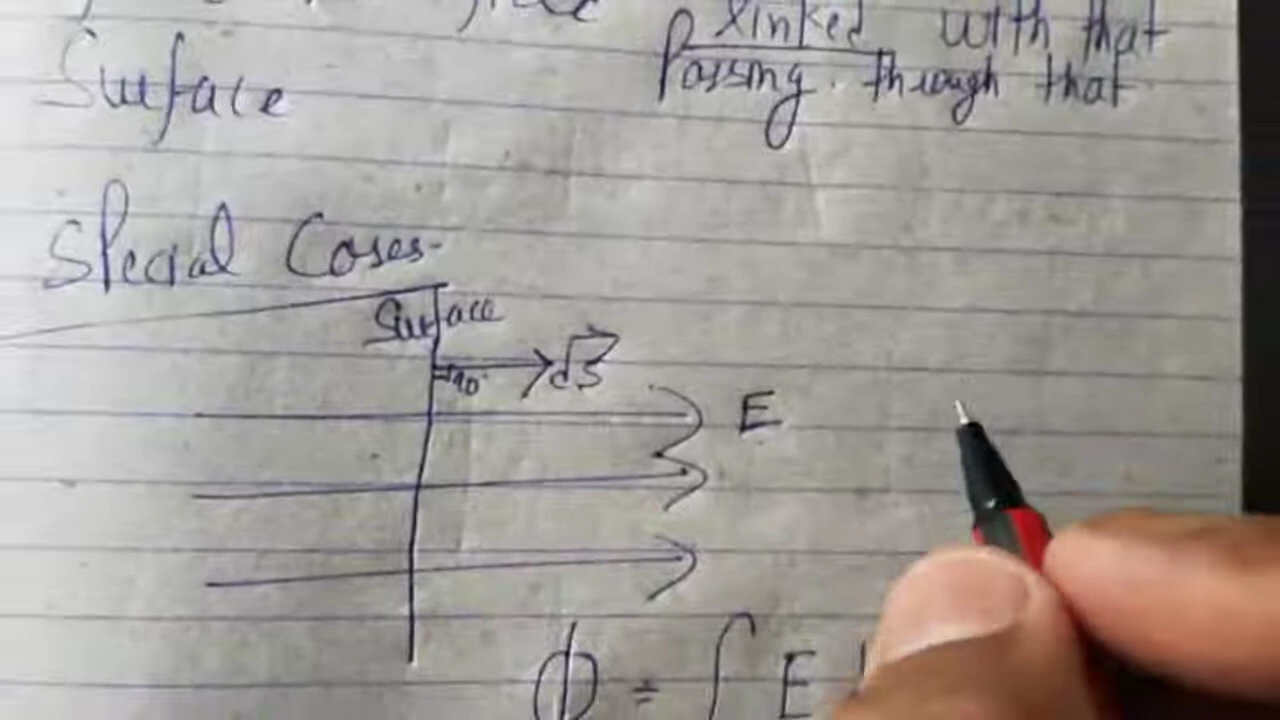 linked with that
Surface
Passing. through that
Special Cases-
Surface
90°
dS
E
Φ = ∫ E